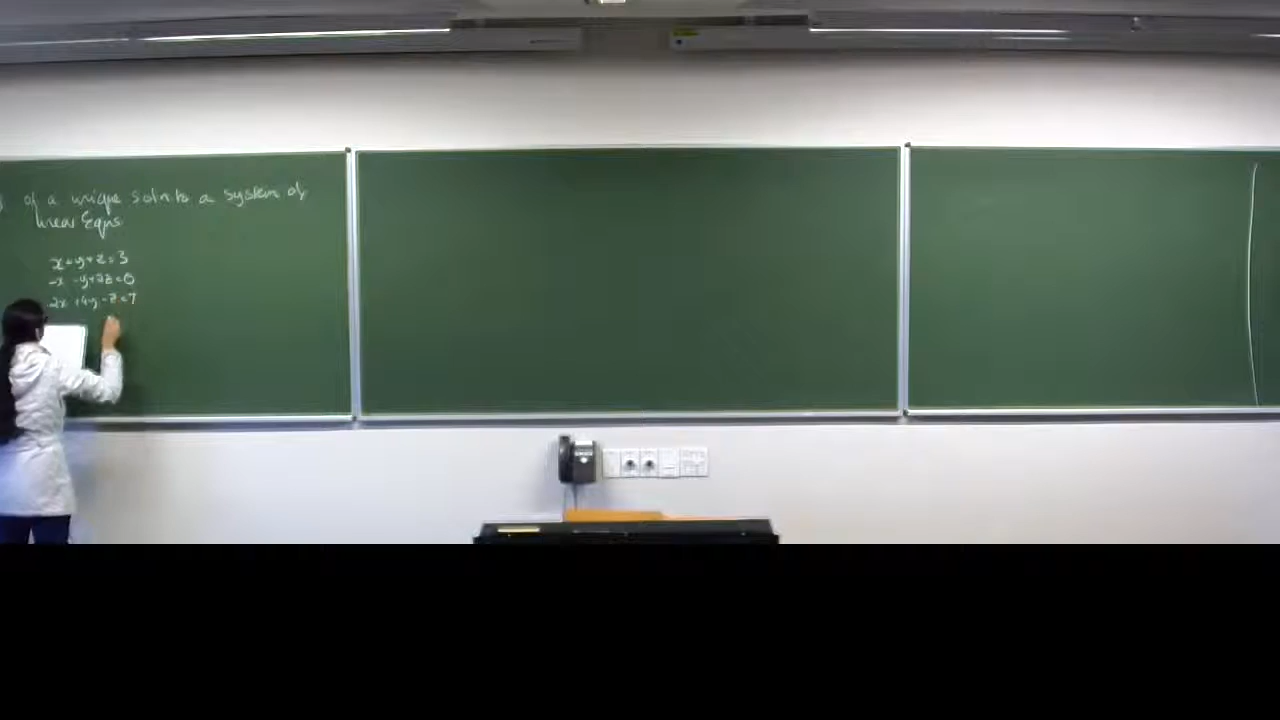 of a unique soln to a system of
linear Eqns
x+y+z=3
-x -y+2z=0
2x +4y -z=7